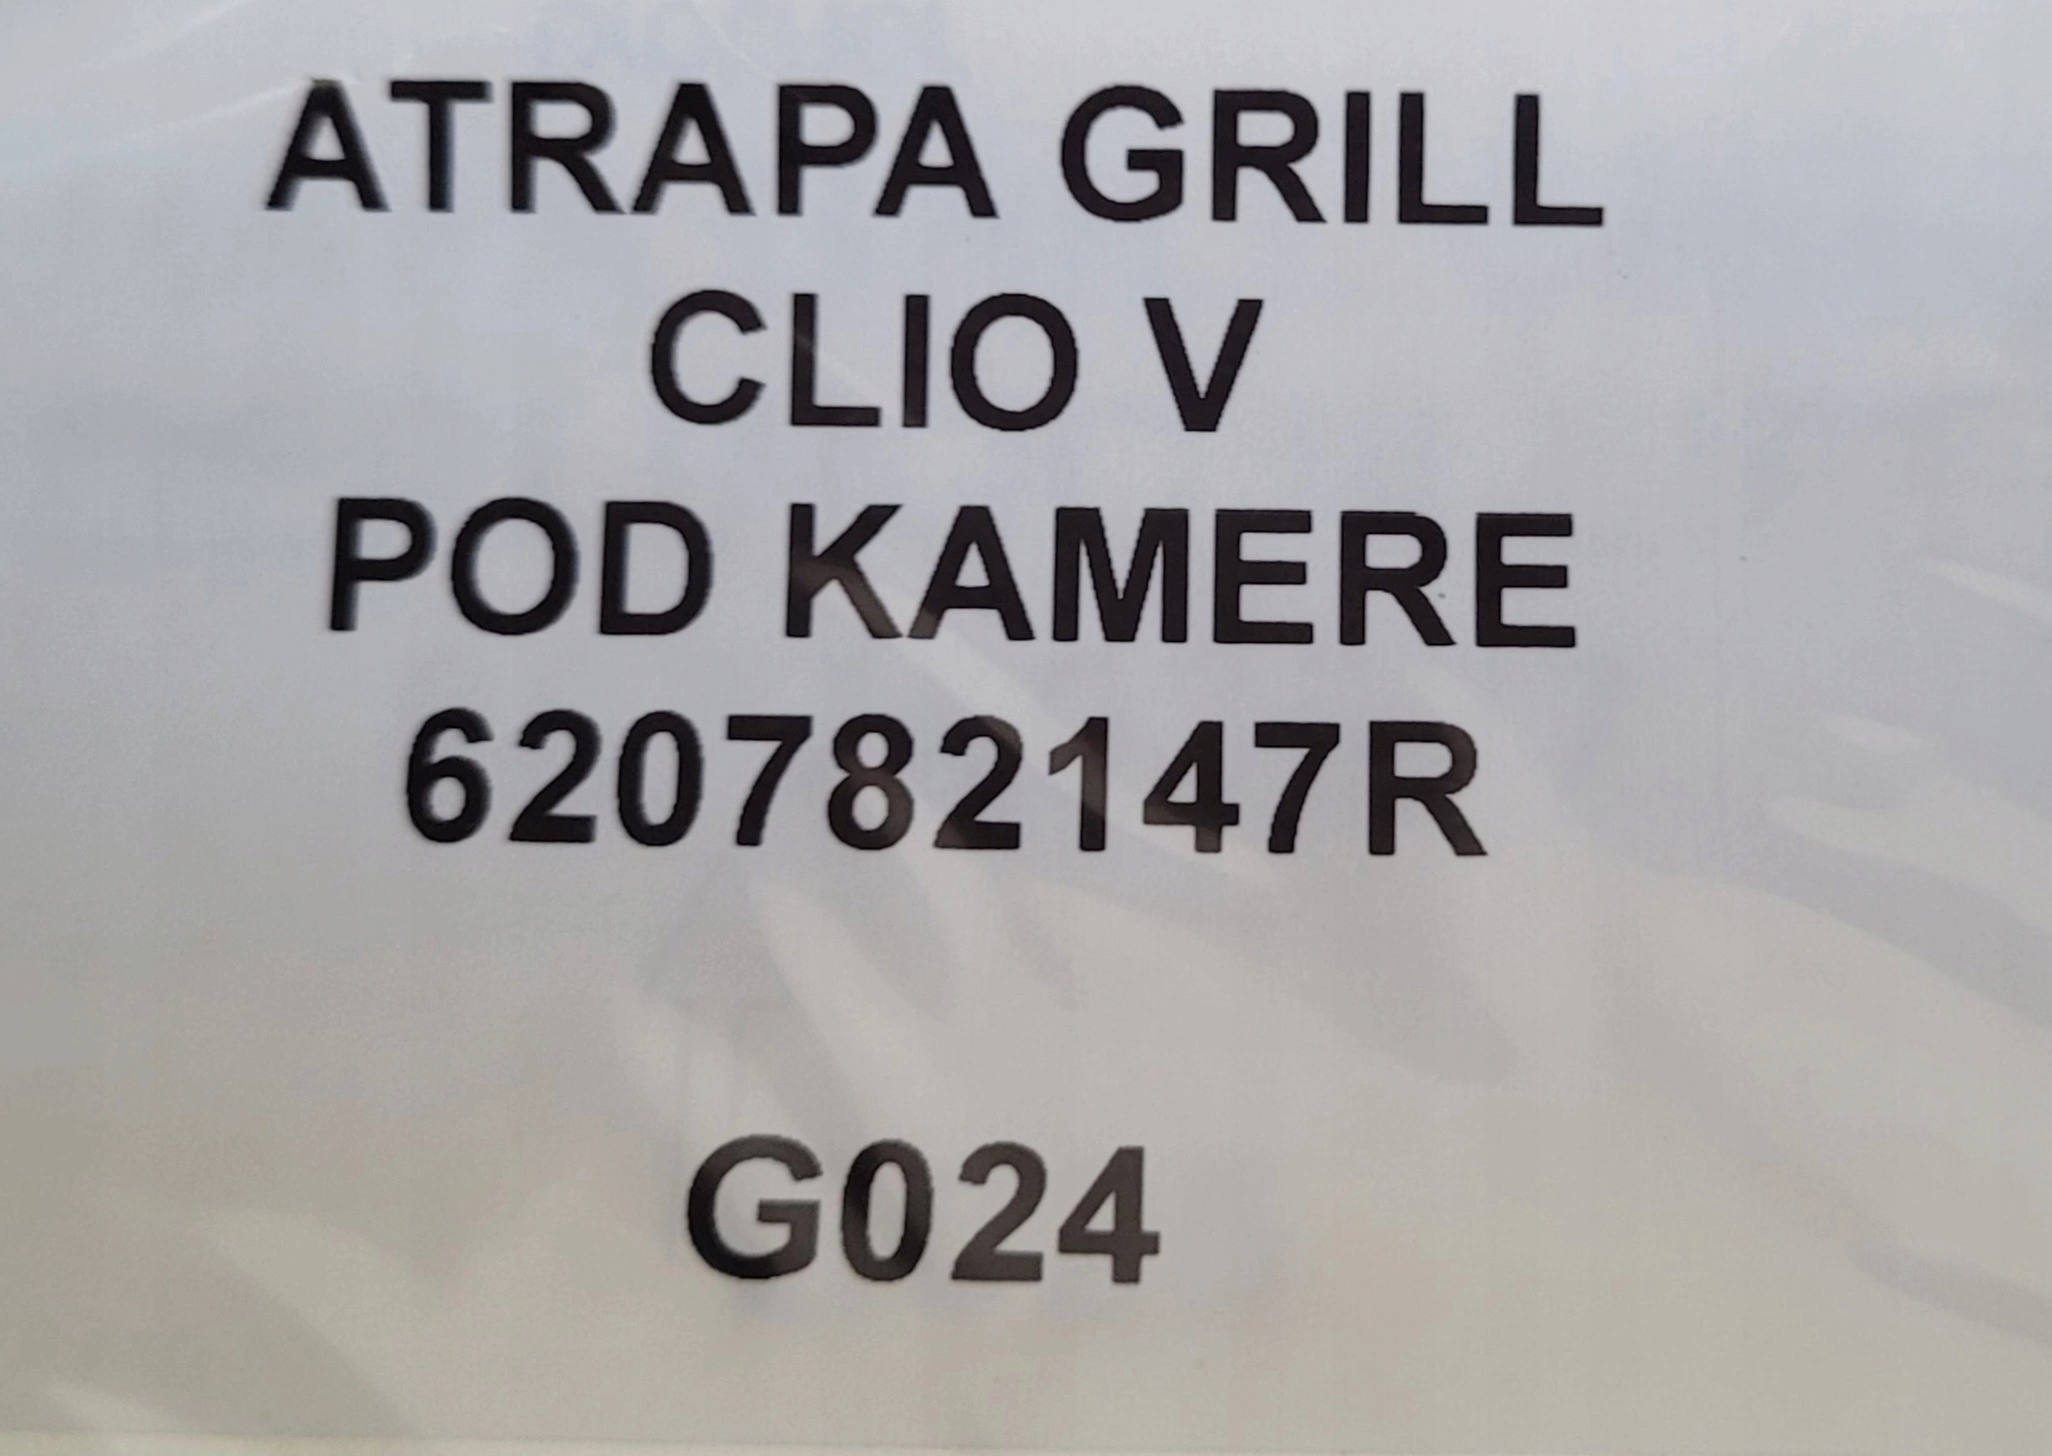 ATRAPA GRILL
CLIO V
POD KAMERE
620782147R
G024